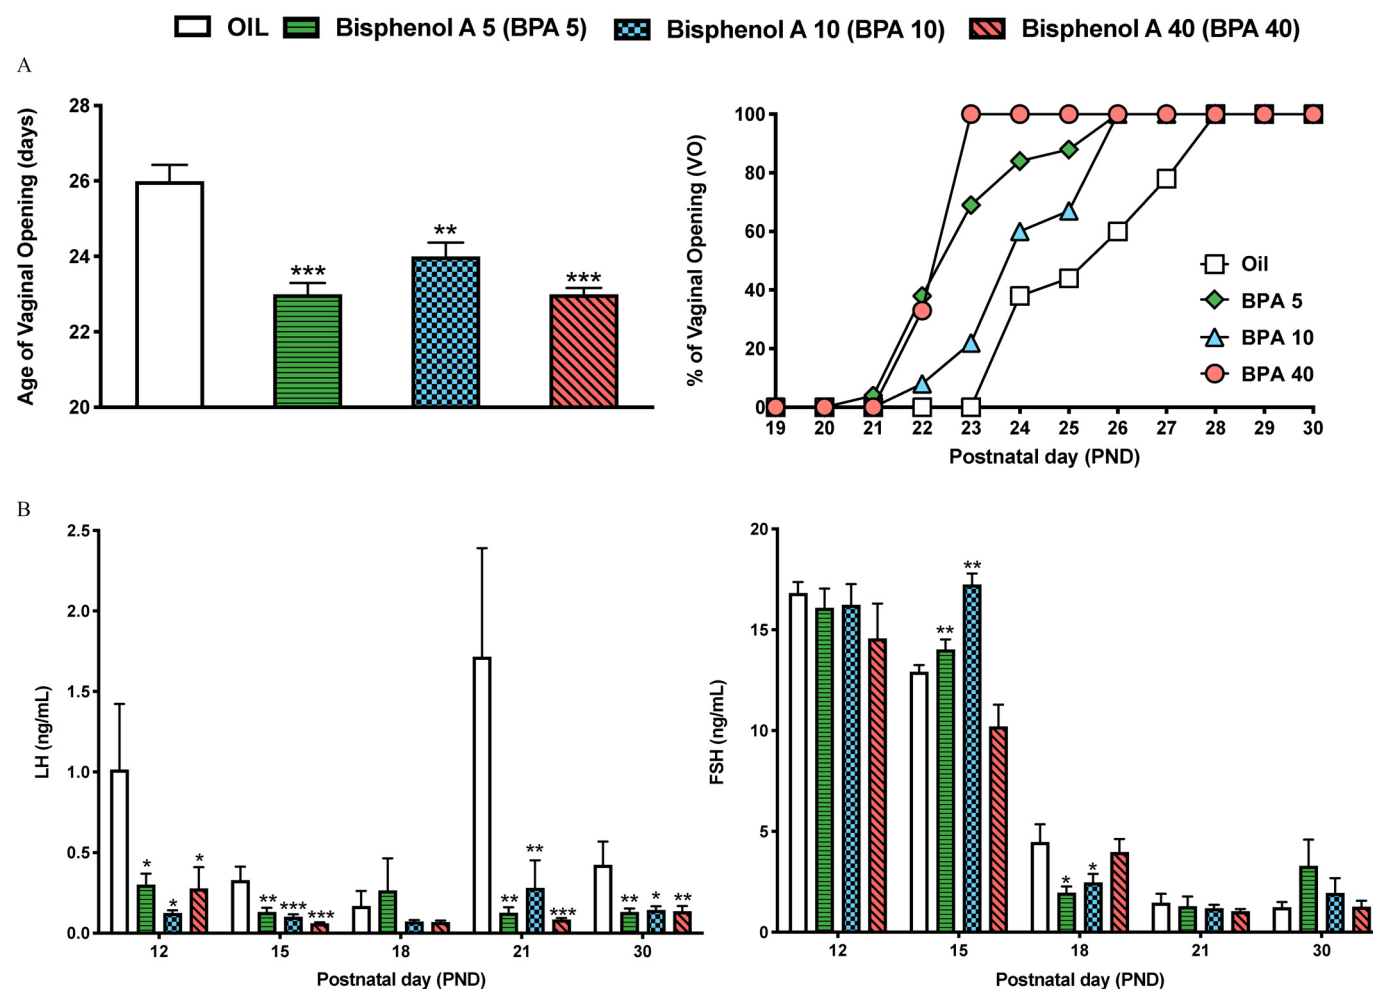 OIL Bisphenol A 5 (BPA 5) Bisphenol A 10 (BPA 10) Bisphenol A 40 (BPA 40)
A
Age of Vaginal Opening (days)
28
26
24
22
20
***
**
***
% of Vaginal Opening (VO)
100
80
60
40
20
0
19 20 21 22 23 24 25 26 27 28 29 30
Postnatal day (PND)
Oil
BPA 5
BPA 10
BPA 40
B
LH (ng/mL)
2.5
2.0
1.5
1.0
0.5
0.0
* * *
** *** ***
** ** ***
** * **
12 15 18 21 30
Postnatal day (PND)
FSH (ng/mL)
20
15
10
5
0
** **
* *
12 15 18 21 30
Postnatal day (PND)